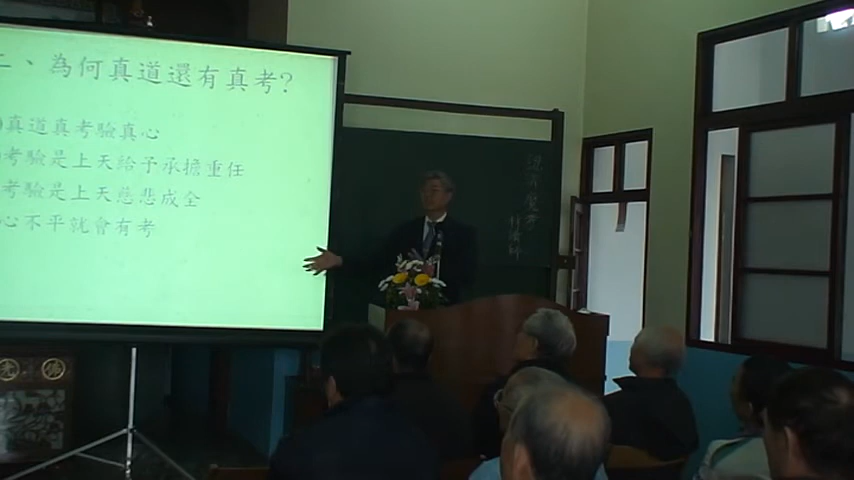 二、為何真道還有真考?
真道真考驗真心
考驗是上天給予承擔重任
考驗是上天慈悲成全
心不平就會有考